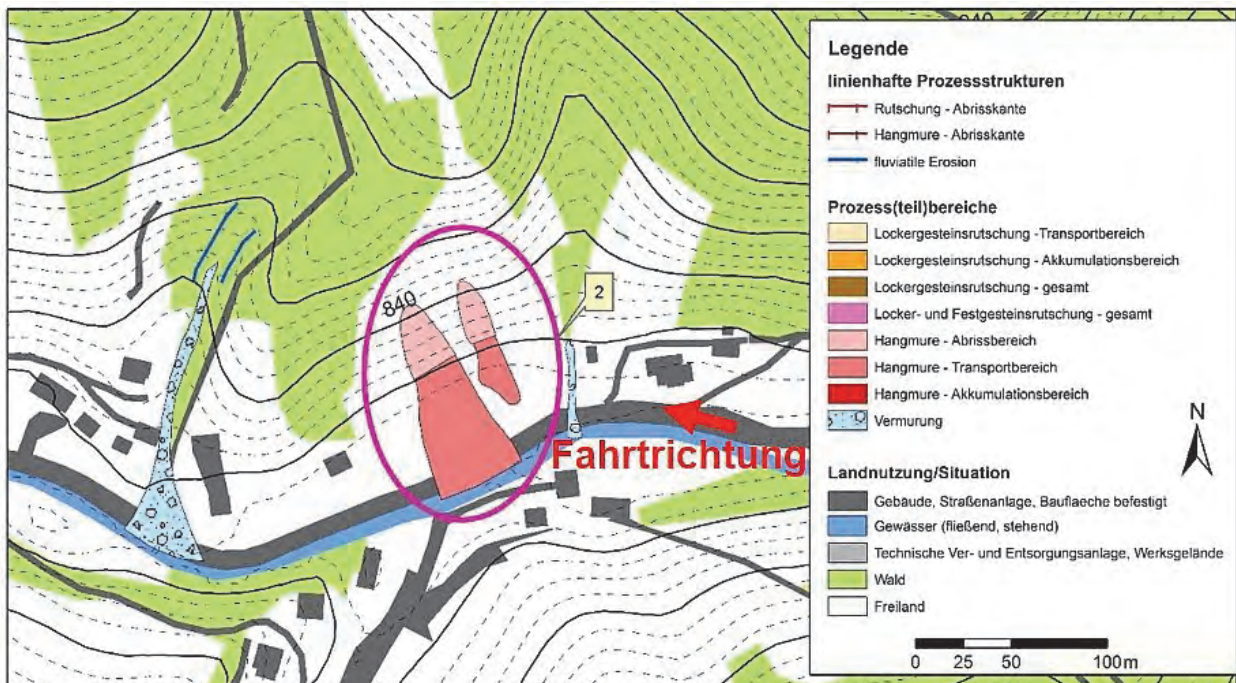 840
840
2
Fahrtrichtung
Legende
linienhafte Prozessstrukturen
Rutschung - Abrisskante
Hangmure - Abrisskante
fluviatile Erosion
Prozess(teil)bereiche
Lockergesteinsrutschung -Transportbereich
Lockergesteinsrutschung - Akkumulationsbereich
Lockergesteinsrutschung - gesamt
Locker- und Festgesteinsrutschung - gesamt
Hangmure - Abrissbereich
Hangmure - Transportbereich
Hangmure - Akkumulationsbereich
Vermurung
N
Landnutzung/Situation
Gebäude, Straßenanlage, Bauflaeche befestigt
Gewässer (fließend, stehend)
Technische Ver- und Entsorgungsanlage, Werksgelände
Wald
Freiland
0 25 50 100 m